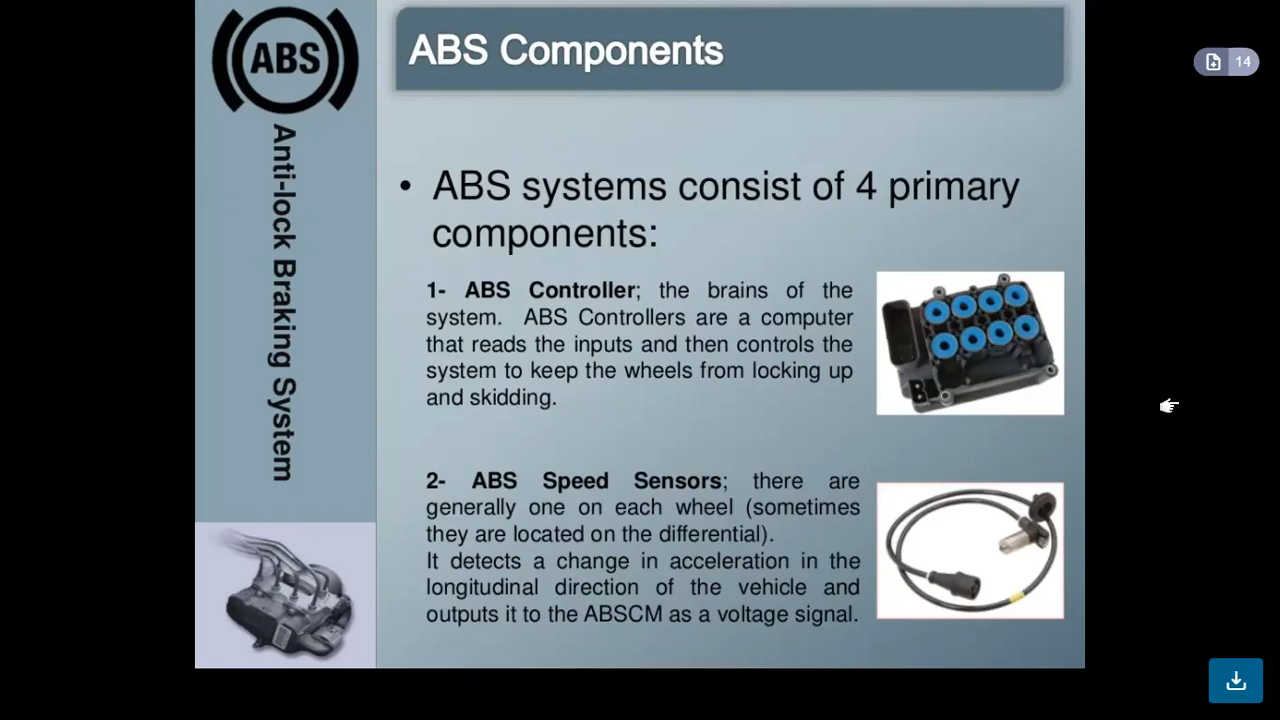 ABS
Anti-lock Braking System
ABS Components
14
• ABS systems consist of 4 primary
components:
1- ABS Controller; the brains of the
system. ABS Controllers are a computer
that reads the inputs and then controls the
system to keep the wheels from locking up
and skidding.
2- ABS Speed Sensors; there are
generally one on each wheel (sometimes
they are located on the differential).
It detects a change in acceleration in the
longitudinal direction of the vehicle and
outputs it to the ABSCM as a voltage signal.